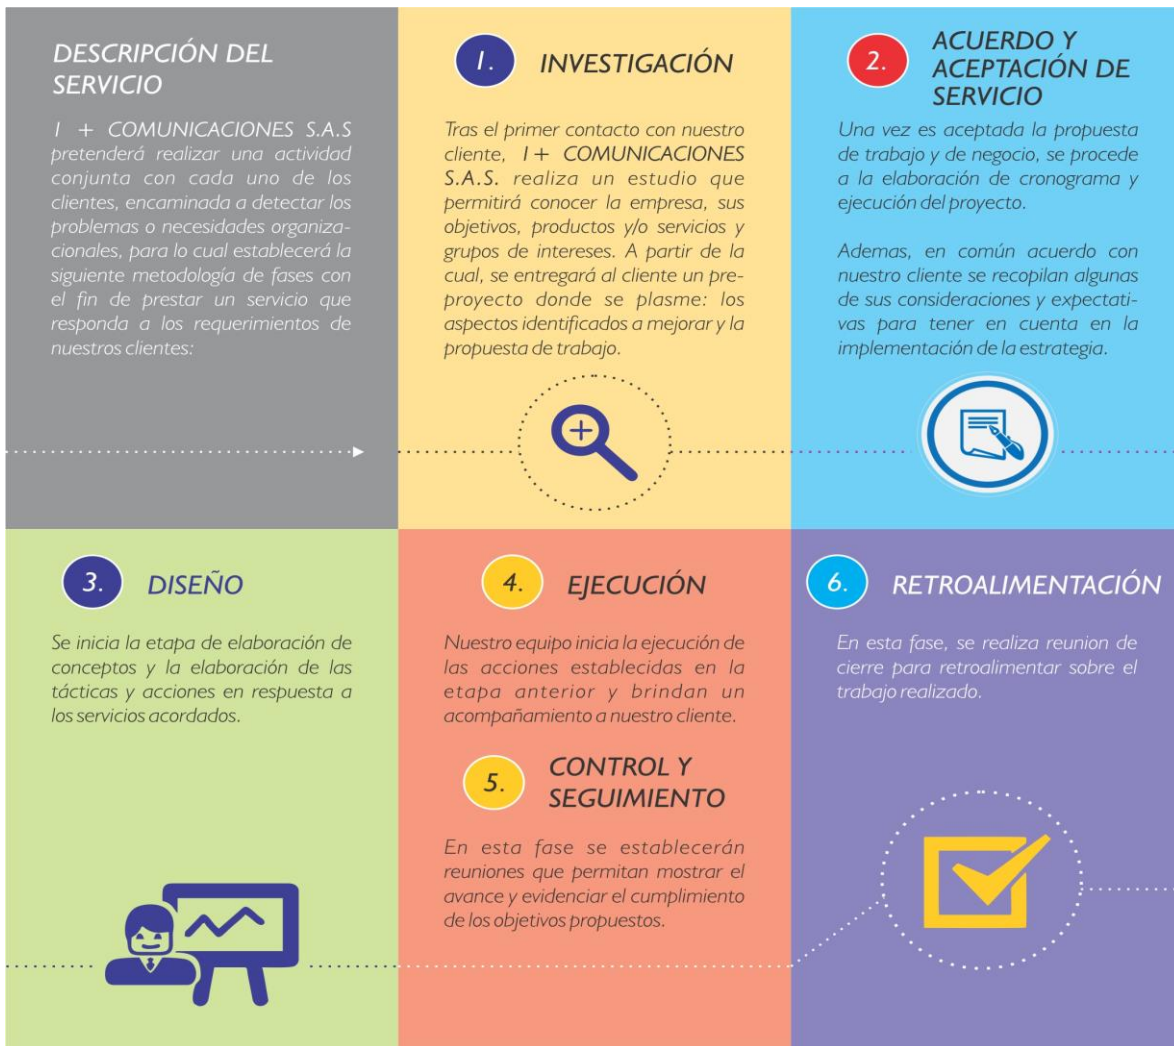 DESCRIPCIÓN DEL
SERVICIO
1 + COMUNICACIONES S.A.S
pretenderá realizar una actividad
conjunta con cada uno de los
clientes, encaminada a detectar los
problemas o necesidades organiza-
cionales, para lo cual establecerá la
siguiente metodología de fases con
el fin de prestar un servicio que
responda a los requerimientos de
nuestros clientes:
1. INVESTIGACIÓN
Tras el primer contacto con nuestro
cliente, 1+ COMUNICACIONES
S.A.S. realiza un estudio que
permitirá conocer la empresa, sus
objetivos, productos y/o servicios y
grupos de intereses. A partir de la
cual, se entregará al cliente un pre-
proyecto donde se plasme: los
aspectos identificados a mejorar y la
propuesta de trabajo.
2. ACUERDO Y
ACEPTACIÓN DE
SERVICIO
Una vez es aceptada la propuesta
de trabajo y de negocio, se procede
a la elaboración de cronograma y
ejecución del proyecto.
Ademas, en común acuerdo con
nuestro cliente se recopilan algunas
de sus consideraciones y expectati-
vas para tener en cuenta en la
implementación de la estrategia.
3. DISEÑO
Se inicia la etapa de elaboración de
conceptos y la elaboración de las
tácticas y acciones en respuesta a
los servicios acordados.
4. EJECUCIÓN
Nuestro equipo inicia la ejecución de
las acciones establecidas en la
etapa anterior y brindan un
acompañamiento a nuestro cliente.
5. CONTROL Y
SEGUIMIENTO
En esta fase se establecerán
reuniones que permitan mostrar el
avance y evidenciar el cumplimiento
de los objetivos propuestos.
6. RETROALIMENTACIÓN
En esta fase, se realiza reunion de
cierre para retroalimentar sobre el
trabajo realizado.